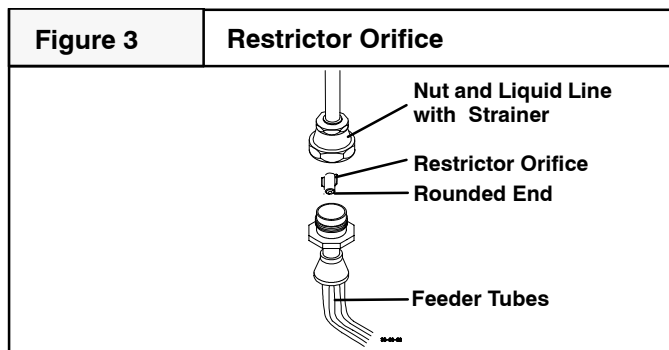 Figure 3
Restrictor Orifice
Nut and Liquid Line
with Strainer
Restrictor Orifice
Rounded End
Feeder Tubes